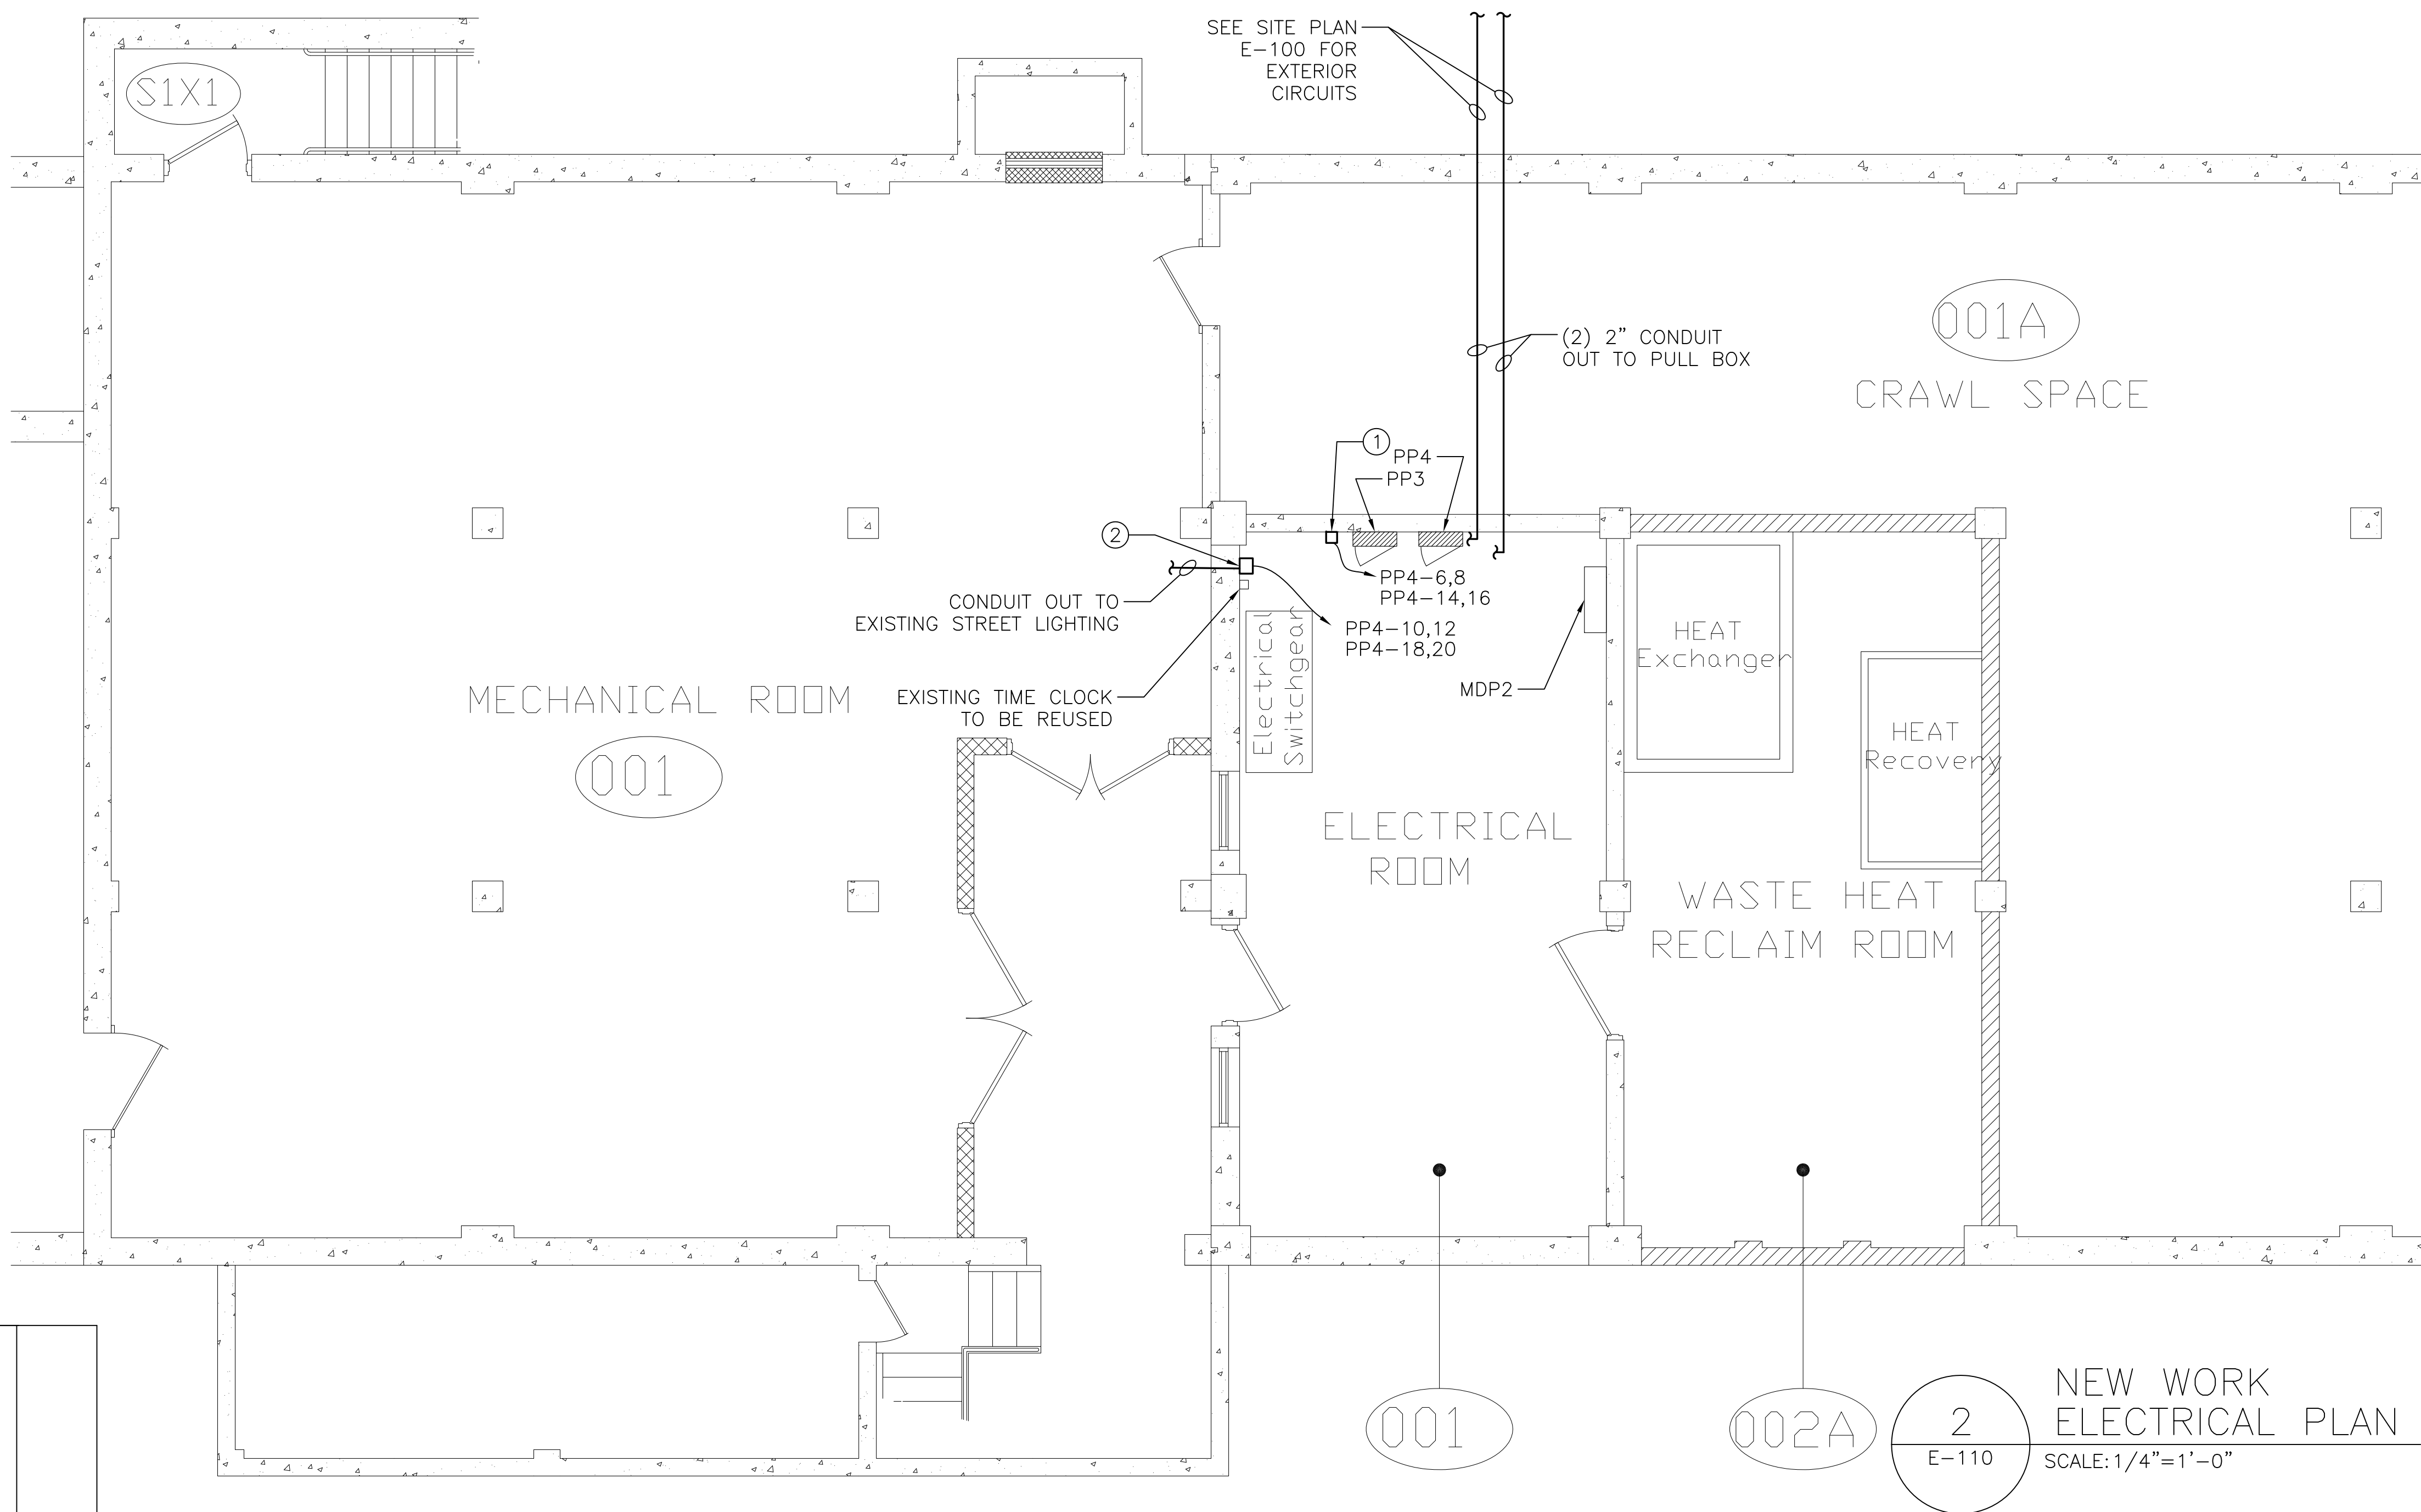 S1X1
SEE SITE PLAN
E-100 FOR
EXTERIOR
CIRCUITS
(2) 2" CONDUIT
OUT TO PULL BOX
001A
CRAWL SPACE
1
PP4
PP3
2
PP4-6,8
PP4-14,16
CONDUIT OUT TO
EXISTING STREET LIGHTING
PP4-10,12
PP4-18,20
EXISTING TIME CLOCK
TO BE REUSED
Electrical
Switchgear
MDP2
HEAT
Exchanger
HEAT
Recovery
MECHANICAL ROOM
001
ELECTRICAL
ROOM
WASTE HEAT
RECLAIM ROOM
001
002A
2
E-110
NEW WORK
ELECTRICAL PLAN
SCALE: 1/4"=1'-0"